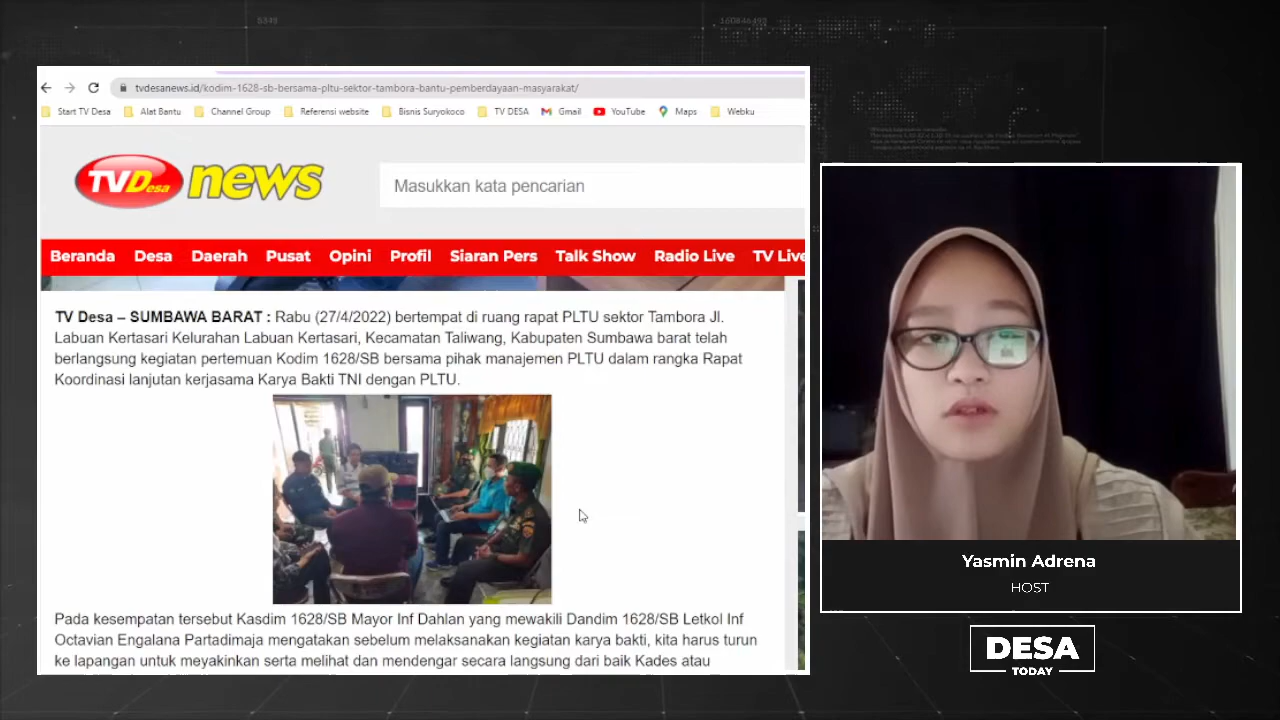 5349
160846493
tvdesanews.id/kodim-1628-sb-bersama-pltu-sektor-tambora-bantu-pemberdayaan-masyarakat/
Start TV Desa Alat Bantu Channel Group Referensi website Bisnis Suryokoco TV DESA Gmail YouTube Maps Webku
TVDesa news
Masukkan kata pencarian
Beranda Desa Daerah Pusat Opini Profil Siaran Pers Talk Show Radio Live TV Live
TV Desa – SUMBAWA BARAT : Rabu (27/4/2022) bertempat di ruang rapat PLTU sektor Tambora Jl.
Labuan Kertasari Kelurahan Labuan Kertasari, Kecamatan Taliwang, Kabupaten Sumbawa barat telah
berlangsung kegiatan pertemuan Kodim 1628/SB bersama pihak manajemen PLTU dalam rangka Rapat
Koordinasi lanjutan kerjasama Karya Bakti TNI dengan PLTU.
Pada kesempatan tersebut Kasdim 1628/SB Mayor Inf Dahlan yang mewakili Dandim 1628/SB Letkol Inf
Octavian Engalana Partadimaja mengatakan sebelum melaksanakan kegiatan karya bakti, kita harus turun
ke lapangan untuk meyakinkan serta melihat dan mendengar secara langsung dari baik Kades atau
Yasmin Adrena
HOST
DESA
TODAY